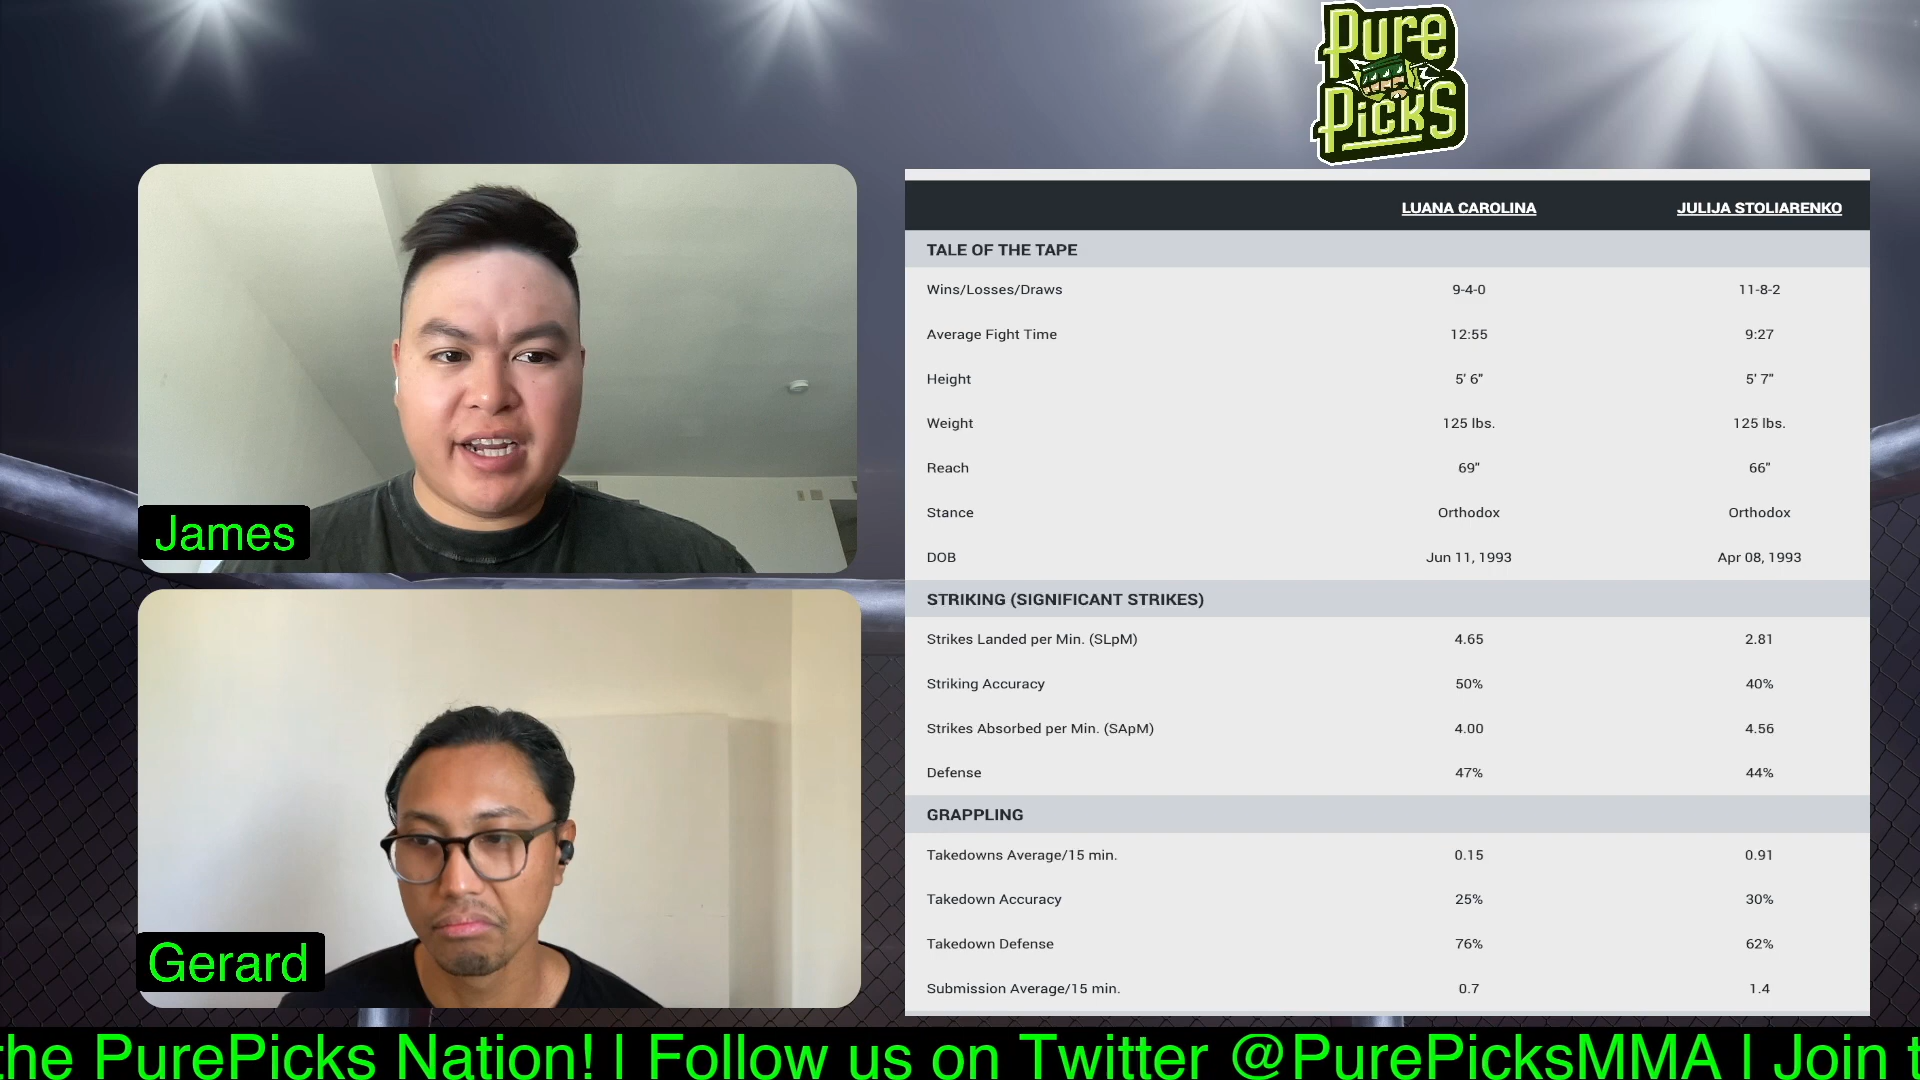 Pure
Picks
LUANA CAROLINA JULIJA STOLIARENKO
TALE OF THE TAPE
Wins/Losses/Draws 9-4-0 11-8-2
Average Fight Time 12:55 9:27
Height 5' 6" 5' 7"
Weight 125 lbs. 125 lbs.
Reach 69" 66"
Stance Orthodox Orthodox
DOB Jun 11, 1993 Apr 08, 1993
STRIKING (SIGNIFICANT STRIKES)
Strikes Landed per Min. (SLpM) 4.65 2.81
Striking Accuracy 50% 40%
Strikes Absorbed per Min. (SApM) 4.00 4.56
Defense 47% 44%
GRAPPLING
Takedowns Average/15 min. 0.15 0.91
Takedown Accuracy 25% 30%
Takedown Defense 76% 62%
Submission Average/15 min. 0.7 1.4
James
Gerard
the PurePicks Nation! | Follow us on Twitter @PurePicksMMA | Join t